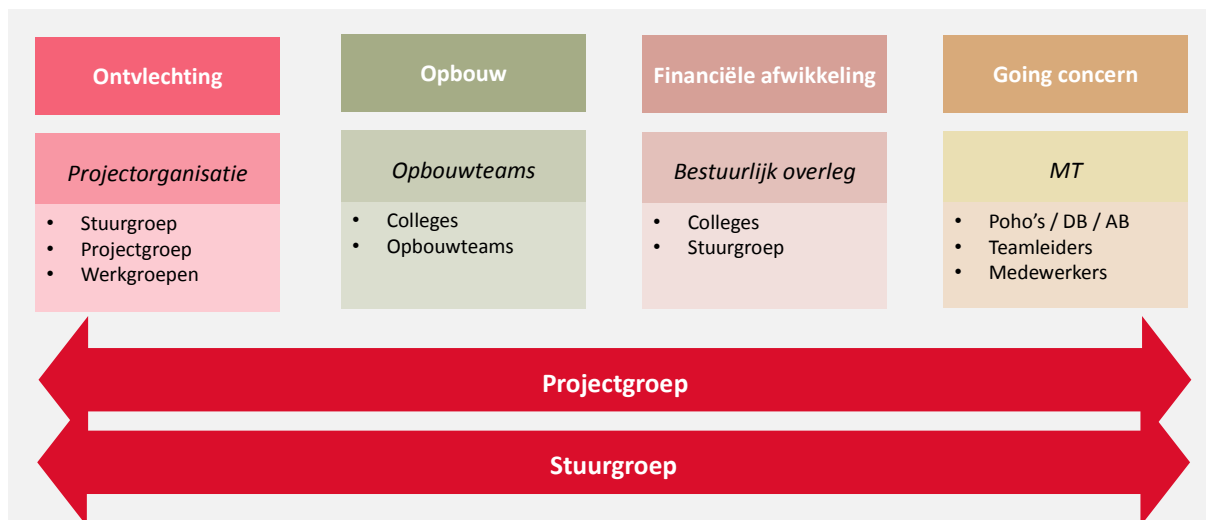 Ontvlechting
Projectorganisatie
• Stuurgroep
• Projectgroep
• Werkgroepen
Opbouw
Opbouwteams
• Colleges
• Opbouwteams
Financiële afwikkeling
Bestuurlijk overleg
• Colleges
• Stuurgroep
Going concern
MT
• Poho’s / DB / AB
• Teamleiders
• Medewerkers
Projectgroep
Stuurgroep